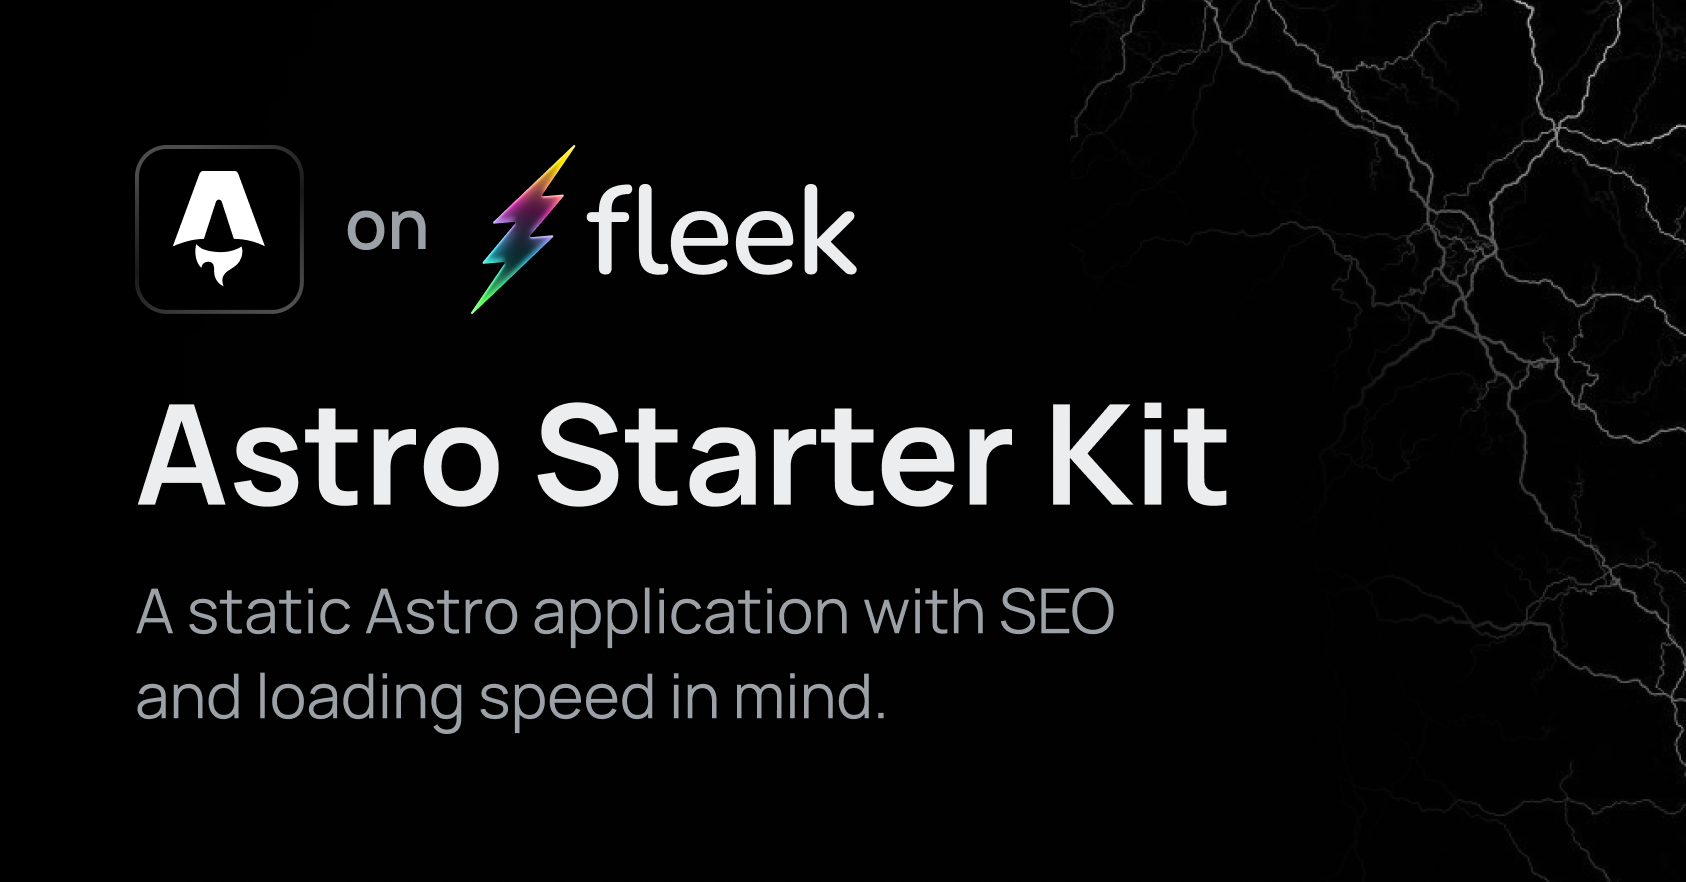 on fleek
Astro Starter Kit
A static Astro application with SEO
and loading speed in mind.